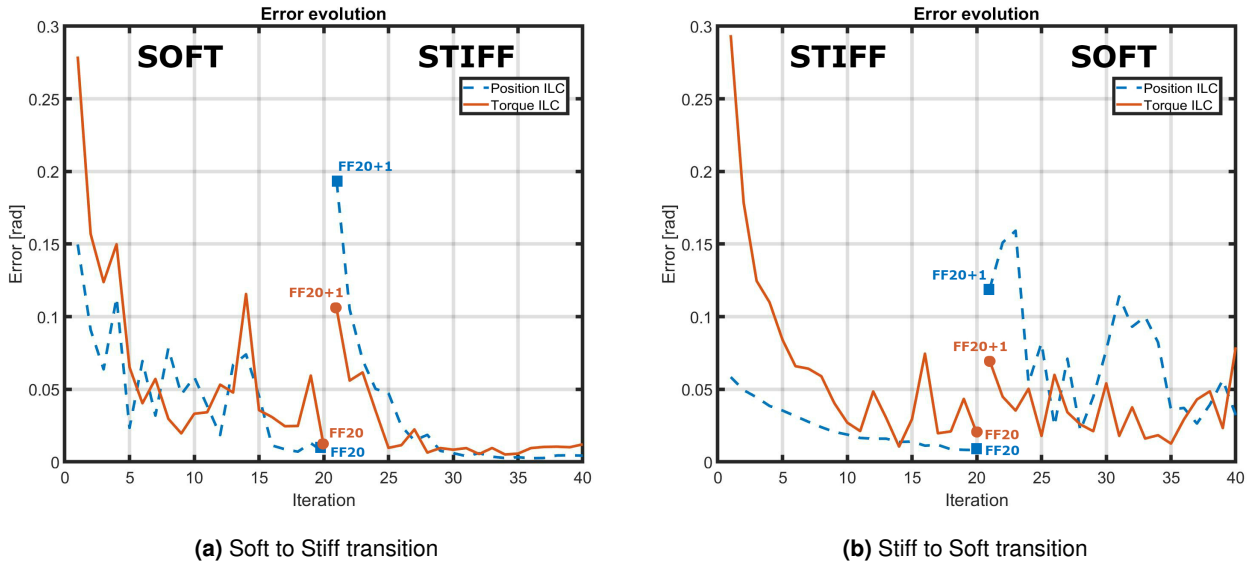 Error evolution
SOFT
STIFF
Position ILC
Torque ILC
FF20+1
FF20+1
FF20
FF20
0.3
0.25
0.2
0.15
0.1
0.05
0
0
5
10
15
20
25
30
35
40
Error [rad]
Iteration
(a) Soft to Stiff transition
Error evolution
STIFF
SOFT
Position ILC
Torque ILC
FF20+1
FF20+1
FF20
FF20
0.3
0.25
0.2
0.15
0.1
0.05
0
0
5
10
15
20
25
30
35
40
Error [rad]
Iteration
(b) Stiff to Soft transition